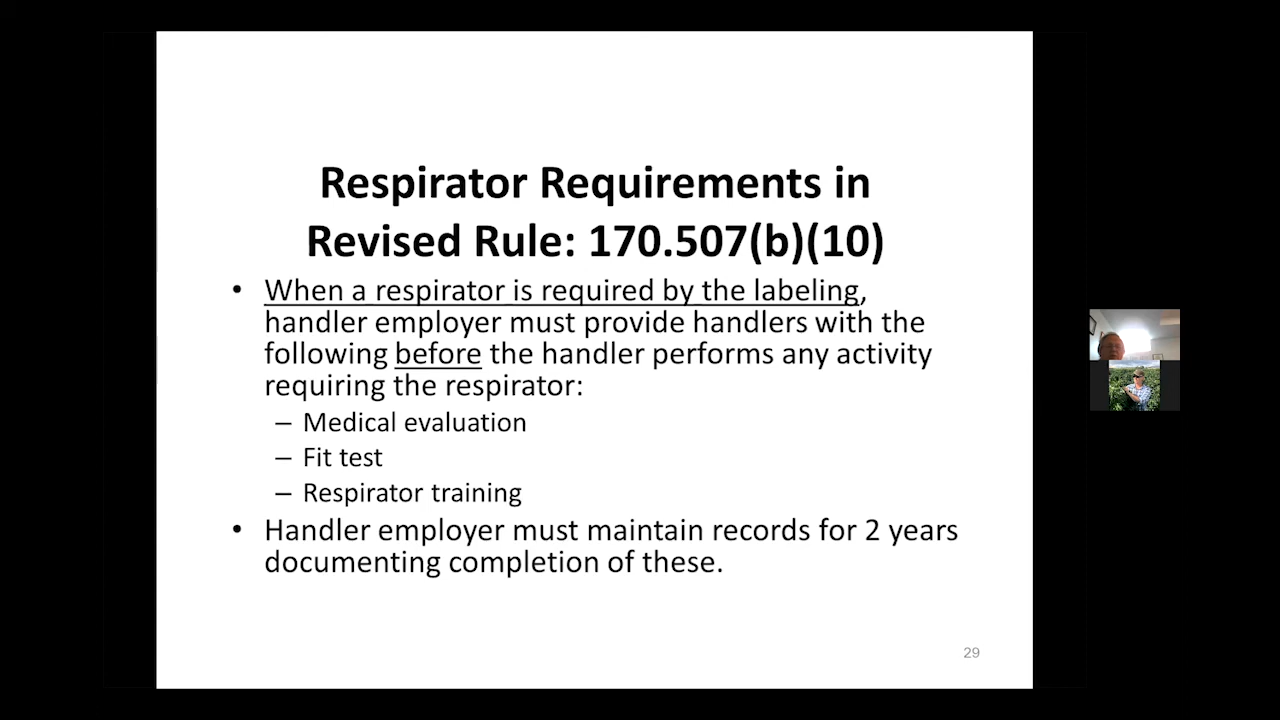 Respirator Requirements in
Revised Rule: 170.507(b)(10)
• When a respirator is required by the labeling,
handler employer must provide handlers with the
following before the handler performs any activity
requiring the respirator:
– Medical evaluation
– Fit test
– Respirator training
• Handler employer must maintain records for 2 years
documenting completion of these.
29